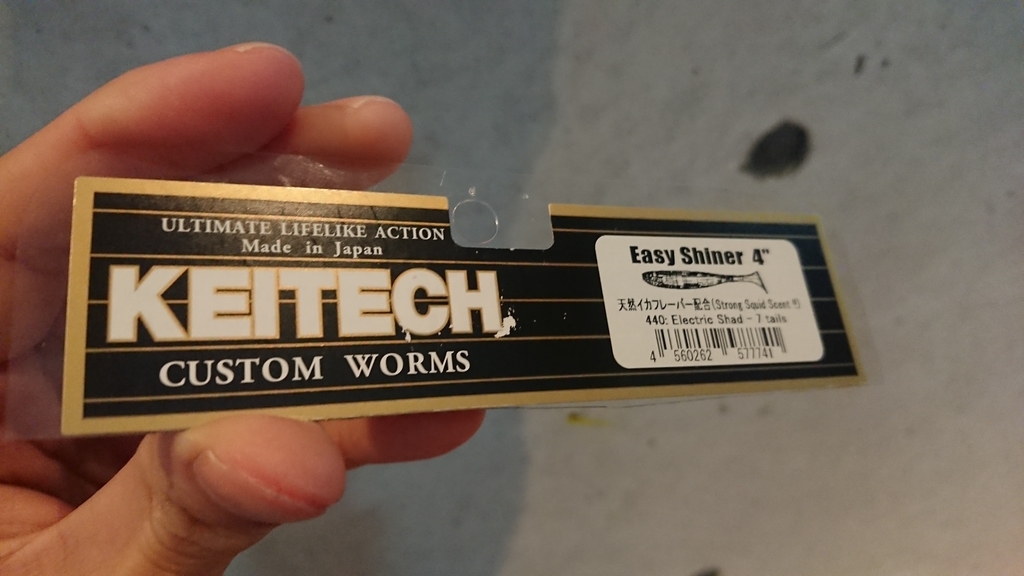 ULTIMATE LIFELIKE ACTION
Made in Japan
KEITECH
CUSTOM WORMS
Easy Shiner 4"
天然イカフレーバー配合(Strong Squid Scent !!)
440: Electric Shad - 7 tails
4 560262 577741